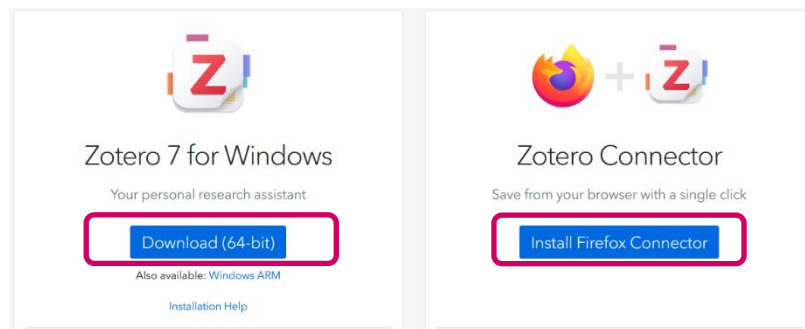 Z
Zotero 7 for Windows
Your personal research assistant
Download (64-bit)
Also available: Windows ARM
Installation Help
+ Z
Zotero Connector
Save from your browser with a single click
Install Firefox Connector